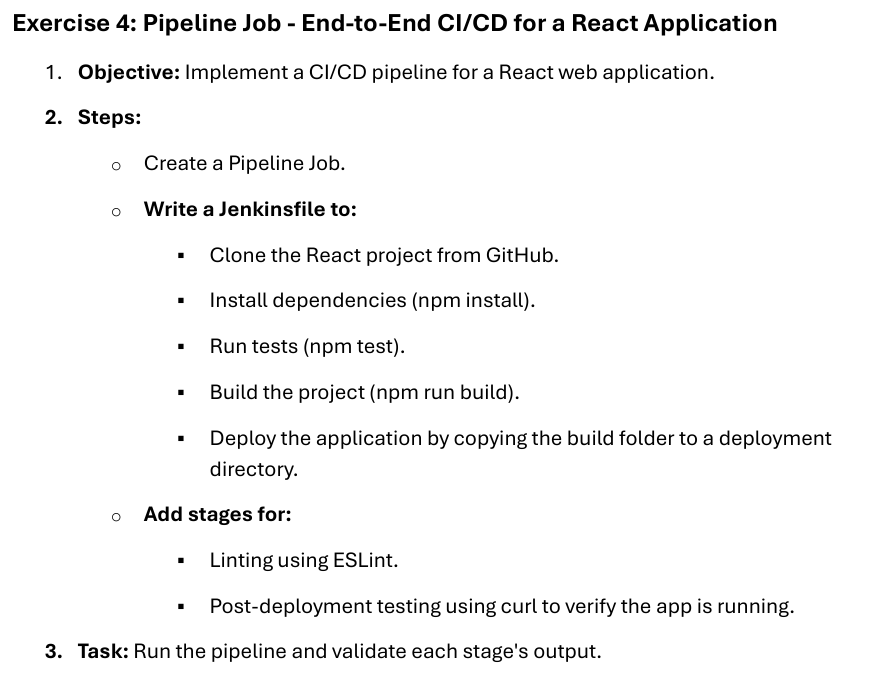 Exercise 4: Pipeline Job - End-to-End CI/CD for a React Application
1. Objective: Implement a CI/CD pipeline for a React web application.
2. Steps:
o Create a Pipeline Job.
o Write a Jenkinsfile to:
▪ Clone the React project from GitHub.
▪ Install dependencies (npm install).
▪ Run tests (npm test).
▪ Build the project (npm run build).
▪ Deploy the application by copying the build folder to a deployment
directory.
o Add stages for:
▪ Linting using ESLint.
▪ Post-deployment testing using curl to verify the app is running.
3. Task: Run the pipeline and validate each stage's output.